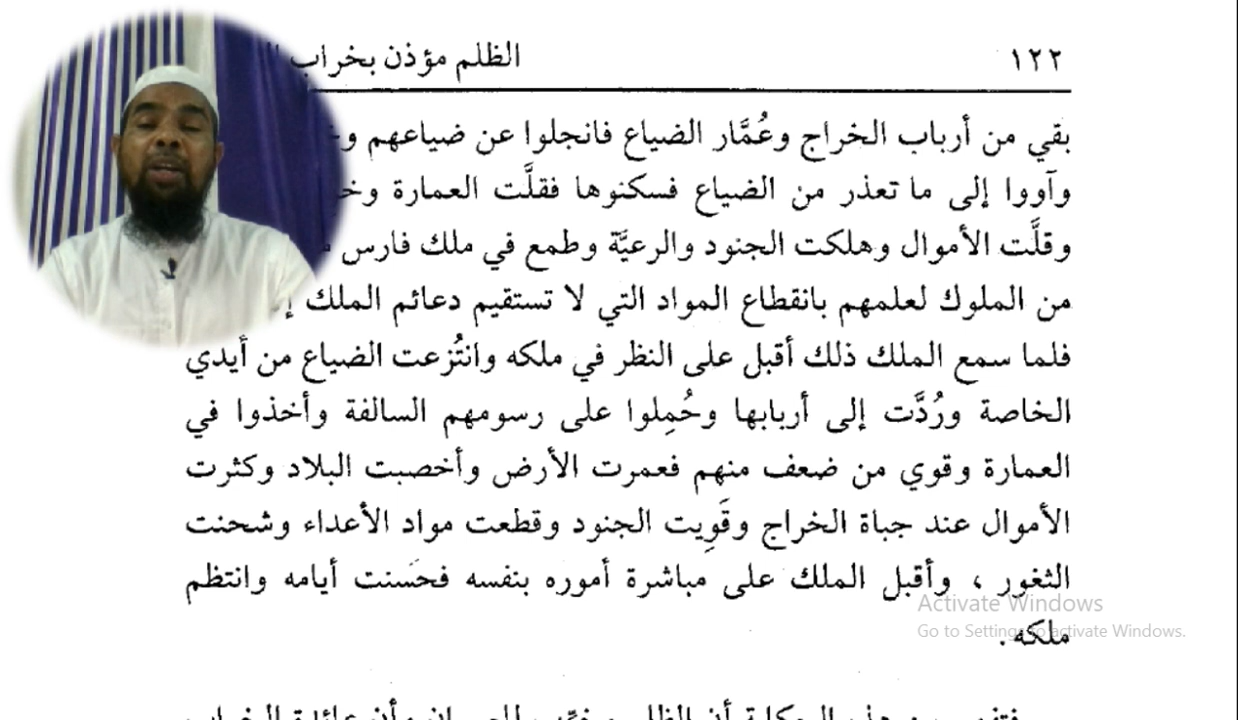 ١٢٢ الظلم مؤذن بخراب
بقي من أرباب الخراج وعُمَّار الضياع فانجلوا عن ضياعهم
وآووا إلى ما تعذر من الضياع فسكنوها فقلَّت العمارة
وقلَّت الأموال وهلكت الجنود والرعيَّة وطمع في ملك فارس
من الملوك لعلمهم بانقطاع المواد التي لا تستقيم دعائم الملك
فلما سمع الملك ذلك أقبل على النظر في ملكه وانتُزعت الضياع من أيدي
الخاصة ورُدَّت إلى أربابها وحُمِلوا على رسومهم السالفة وأخذوا في
العمارة وقوي من ضعف منهم فعمرت الأرض وأخصبت البلاد وكثرت
الأموال عند جباة الخراج وقَوِيت الجنود وقطعت مواد الأعداء وشحنت
الثغور ، وأقبل الملك على مباشرة أموره بنفسه فحَسنت أيامه وانتظم
Activate Windows
ملكه .
Go to Settings to activate Windows.